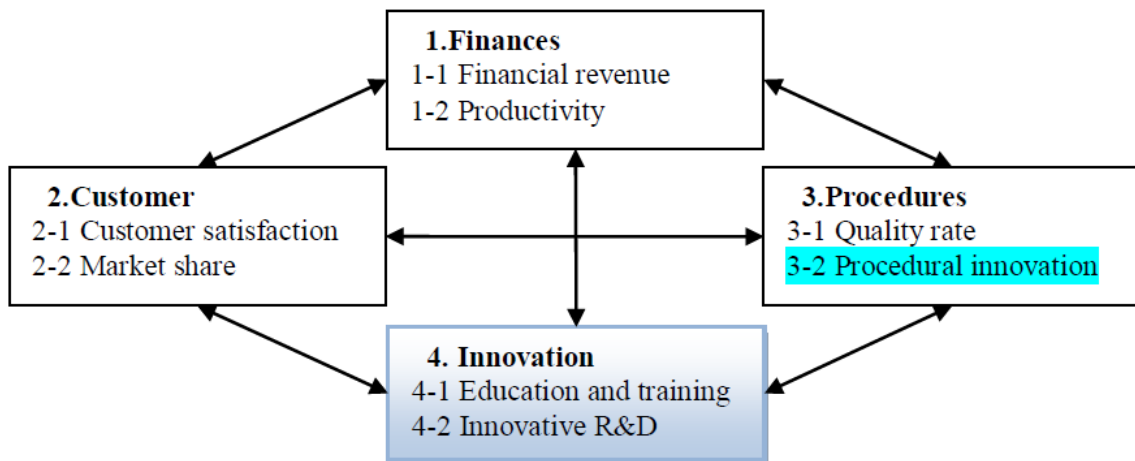 1.Finances
1-1 Financial revenue
1-2 Productivity
2.Customer
2-1 Customer satisfaction
2-2 Market share
3.Procedures
3-1 Quality rate
3-2 Procedural innovation
4. Innovation
4-1 Education and training
4-2 Innovative R&D